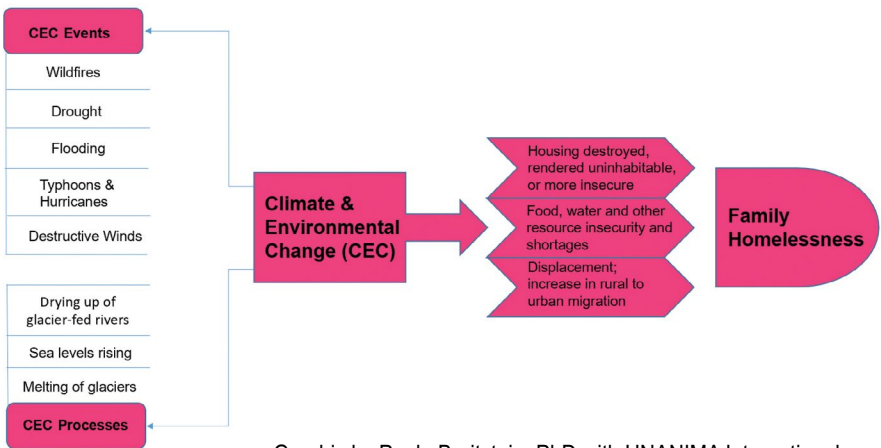 CEC Events
Wildfires
Drought
Flooding
Typhoons &
Hurricanes
Destructive Winds
Drying up of
glacier-fed rivers
Sea levels rising
Melting of glaciers
CEC Processes
Climate &
Environmental
Change (CEC)
Housing destroyed,
rendered uninhabitable,
or more insecure
Food, water and other
resource insecurity and
shortages
Displacement;
increase in rural to
urban migration
Family
Homelessness